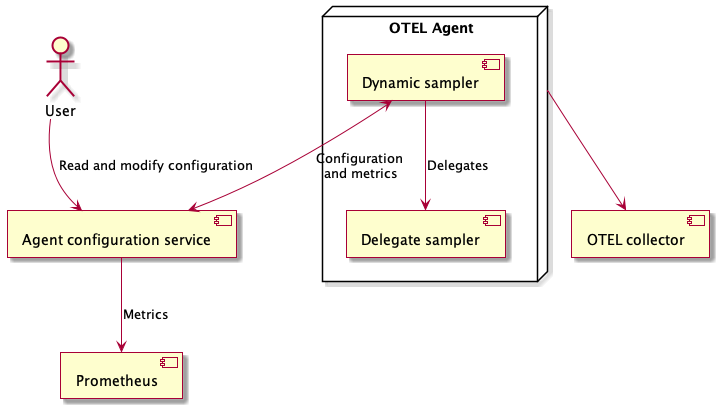 OTEL Agent
Dynamic sampler
User
Read and modify configuration
Configuration
and metrics
Delegates
Agent configuration service
Delegate sampler
OTEL collector
Metrics
Prometheus